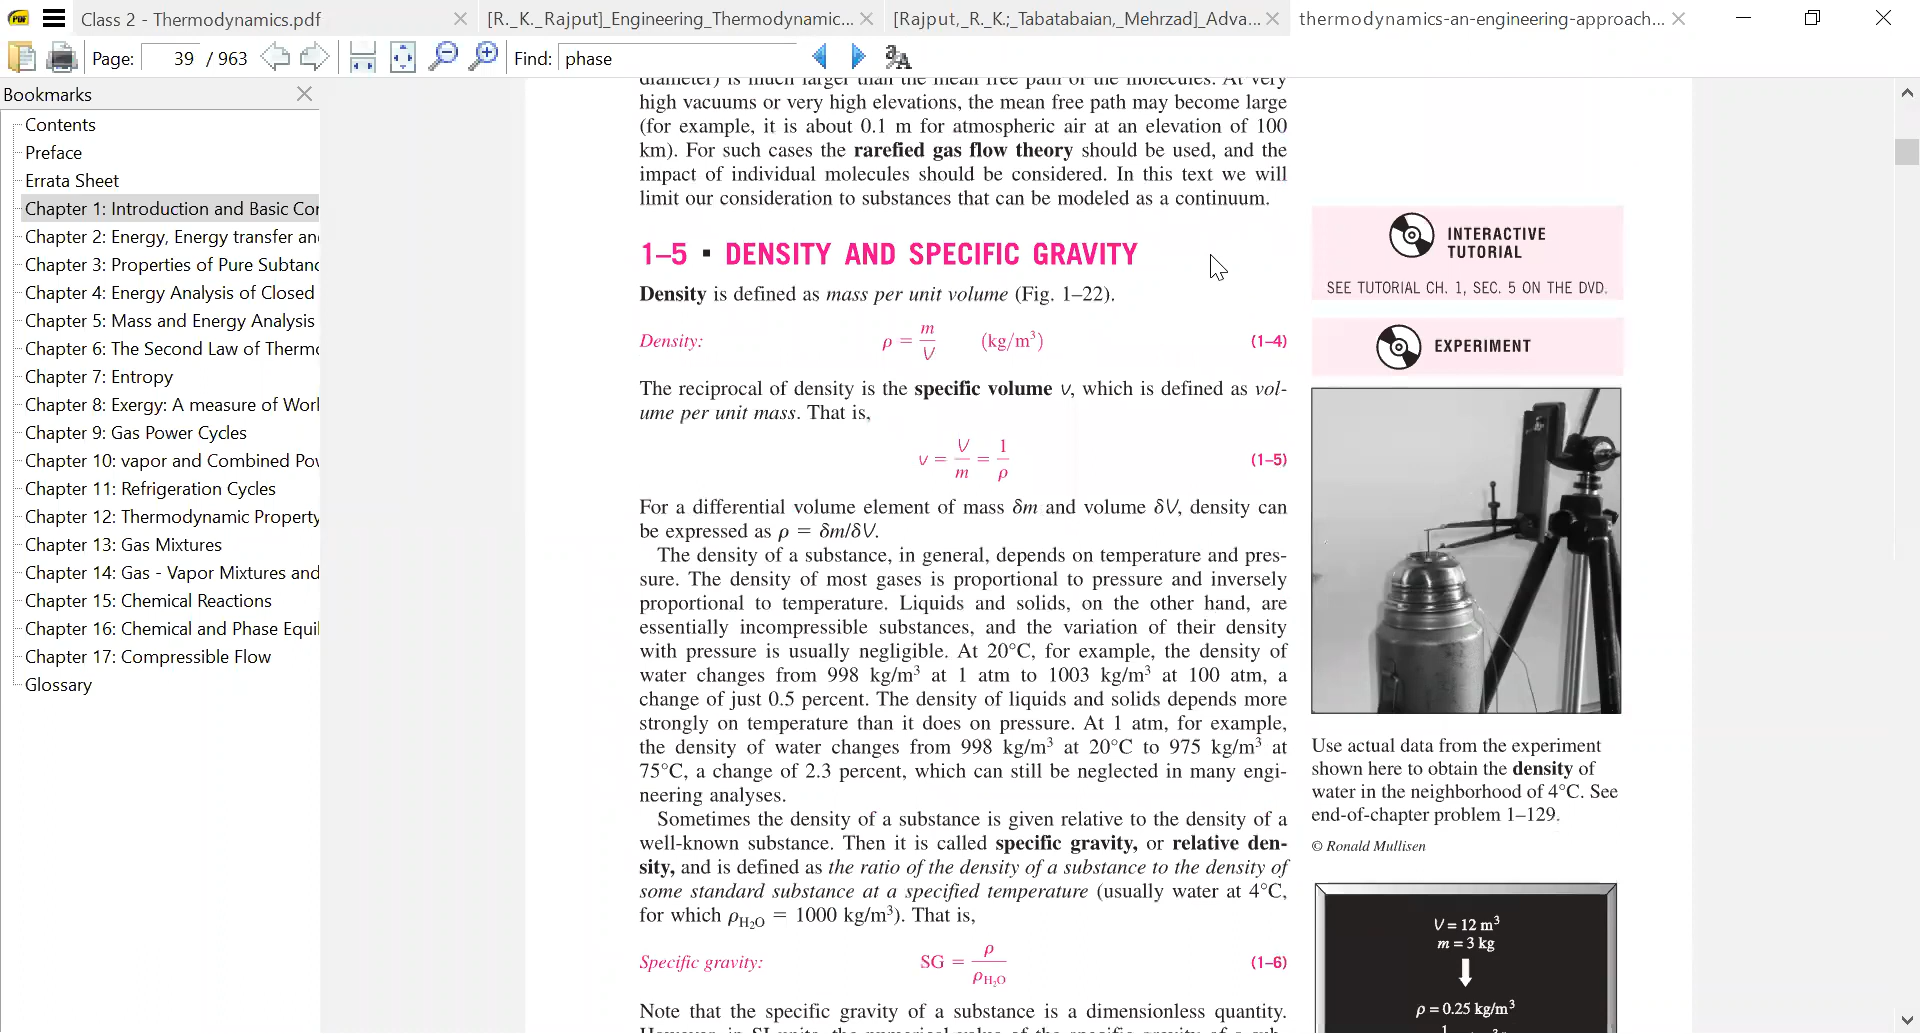 Class 2 - Thermodynamics.pdf
[R._K._Rajput]_Engineering_Thermodynamic...
[Rajput,_R._K.;_Tabatabaian,_Mehrzad]_Adva...
thermodynamics-an-engineering-approach...
Page: 39 / 963 Find: phase
Bookmarks
Contents
Preface
Errata Sheet
Chapter 1: Introduction and Basic Cor
Chapter 2: Energy, Energy transfer an
Chapter 3: Properties of Pure Subtanc
Chapter 4: Energy Analysis of Closed
Chapter 5: Mass and Energy Analysis
Chapter 6: The Second Law of Thermo
Chapter 7: Entropy
Chapter 8: Exergy: A measure of Worl
Chapter 9: Gas Power Cycles
Chapter 10: vapor and Combined Pov
Chapter 11: Refrigeration Cycles
Chapter 12: Thermodynamic Property
Chapter 13: Gas Mixtures
Chapter 14: Gas - Vapor Mixtures and
Chapter 15: Chemical Reactions
Chapter 16: Chemical and Phase Equil
Chapter 17: Compressible Flow
Glossary
diameter) is much larger than the mean free path of the molecules. At very
high vacuums or very high elevations, the mean free path may become large
(for example, it is about 0.1 m for atmospheric air at an elevation of 100
km). For such cases the rarefied gas flow theory should be used, and the
impact of individual molecules should be considered. In this text we will
limit our consideration to substances that can be modeled as a continuum.
1–5 ▪ DENSITY AND SPECIFIC GRAVITY
Density is defined as mass per unit volume (Fig. 1–22).
Density: ρ = m/V (kg/m³) (1–4)
The reciprocal of density is the specific volume v, which is defined as vol-
ume per unit mass. That is,
v = V/m = 1/ρ (1–5)
For a differential volume element of mass δm and volume δV, density can
be expressed as ρ = δm/δV.
The density of a substance, in general, depends on temperature and pres-
sure. The density of most gases is proportional to pressure and inversely
proportional to temperature. Liquids and solids, on the other hand, are
essentially incompressible substances, and the variation of their density
with pressure is usually negligible. At 20°C, for example, the density of
water changes from 998 kg/m³ at 1 atm to 1003 kg/m³ at 100 atm, a
change of just 0.5 percent. The density of liquids and solids depends more
strongly on temperature than it does on pressure. At 1 atm, for example,
the density of water changes from 998 kg/m³ at 20°C to 975 kg/m³ at
75°C, a change of 2.3 percent, which can still be neglected in many engi-
neering analyses.
Sometimes the density of a substance is given relative to the density of a
well-known substance. Then it is called specific gravity, or relative den-
sity, and is defined as the ratio of the density of a substance to the density of
some standard substance at a specified temperature (usually water at 4°C,
for which ρH₂O = 1000 kg/m³). That is,
Specific gravity: SG = ρ/ρH₂O (1–6)
Note that the specific gravity of a substance is a dimensionless quantity.
INTERACTIVE
TUTORIAL
SEE TUTORIAL CH. 1, SEC. 5 ON THE DVD.
EXPERIMENT
Use actual data from the experiment
shown here to obtain the density of
water in the neighborhood of 4°C. See
end-of-chapter problem 1–129.
© Ronald Mullisen
V = 12 m³
m = 3 kg
ρ = 0.25 kg/m³